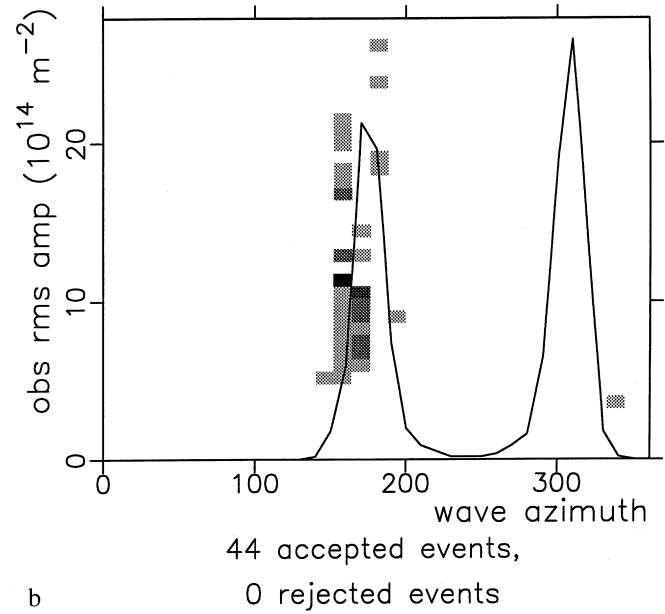 obs rms amp (10¹⁴ m⁻²)
20
10
0
0 100 200 300
wave azimuth
44 accepted events,
0 rejected events
b